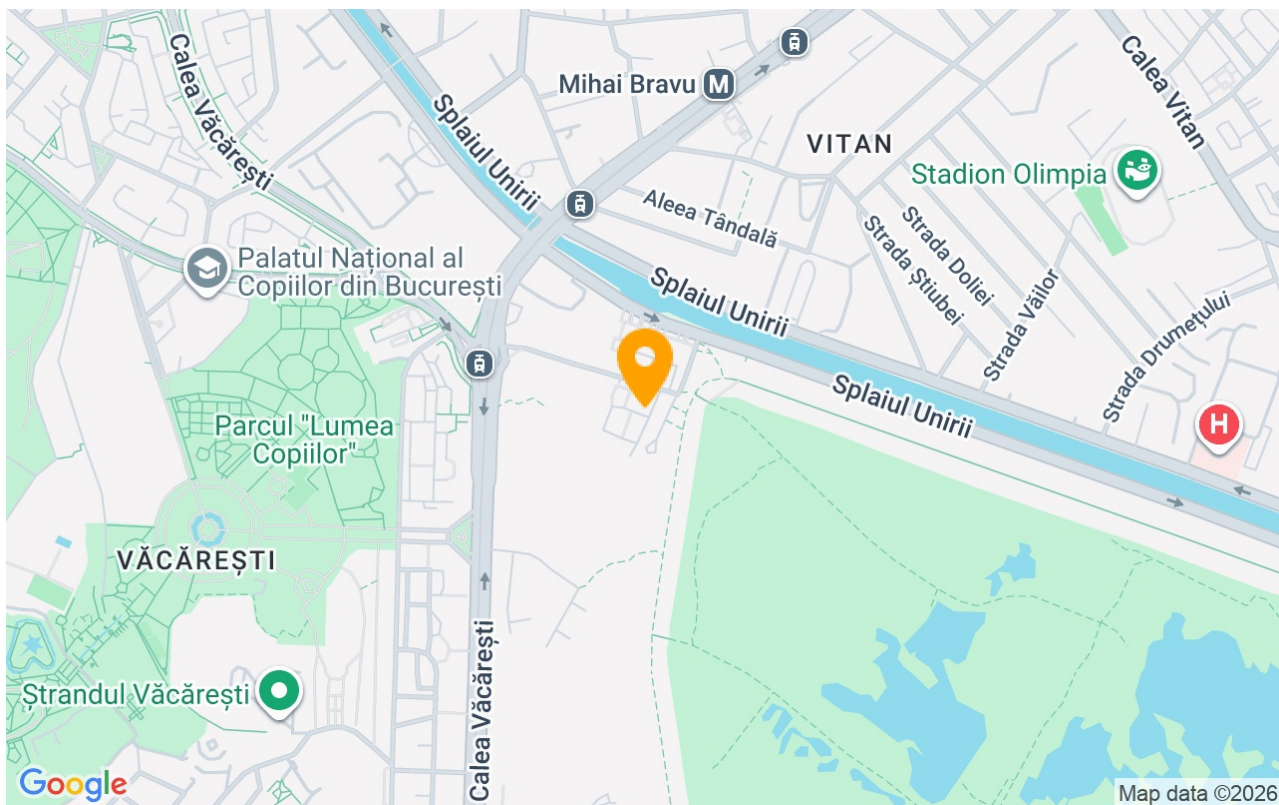 Calea Văcărești
Mihai Bravu M
Splaiul Unirii
VITAN
Calea Vitan
Stadion Olimpia
Aleea Tândală
Palatul Național al
Copiilor din București
Splaiul Unirii
Strada Știubei
Strada Doliei
Strada Văilor
Strada Drumețului
Splaiul Unirii
H
Parcul "Lumea
Copiilor"
VĂCĂREȘTI
Ștrandul Văcărești
Calea Văcărești
Google
Map data ©2026